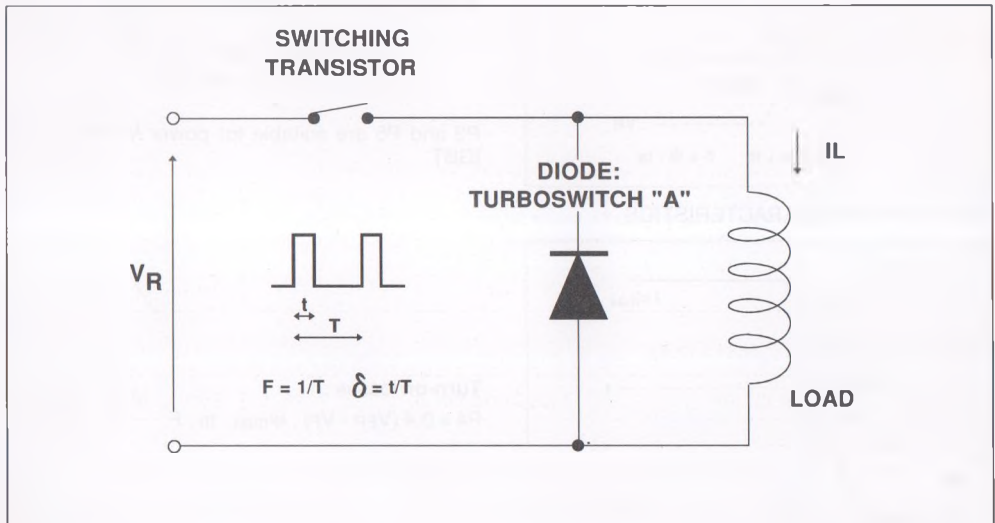 SWITCHING
TRANSISTOR
IL
DIODE:
TURBOSWITCH "A"
VR
t
T
F = 1/T δ = t/T
LOAD